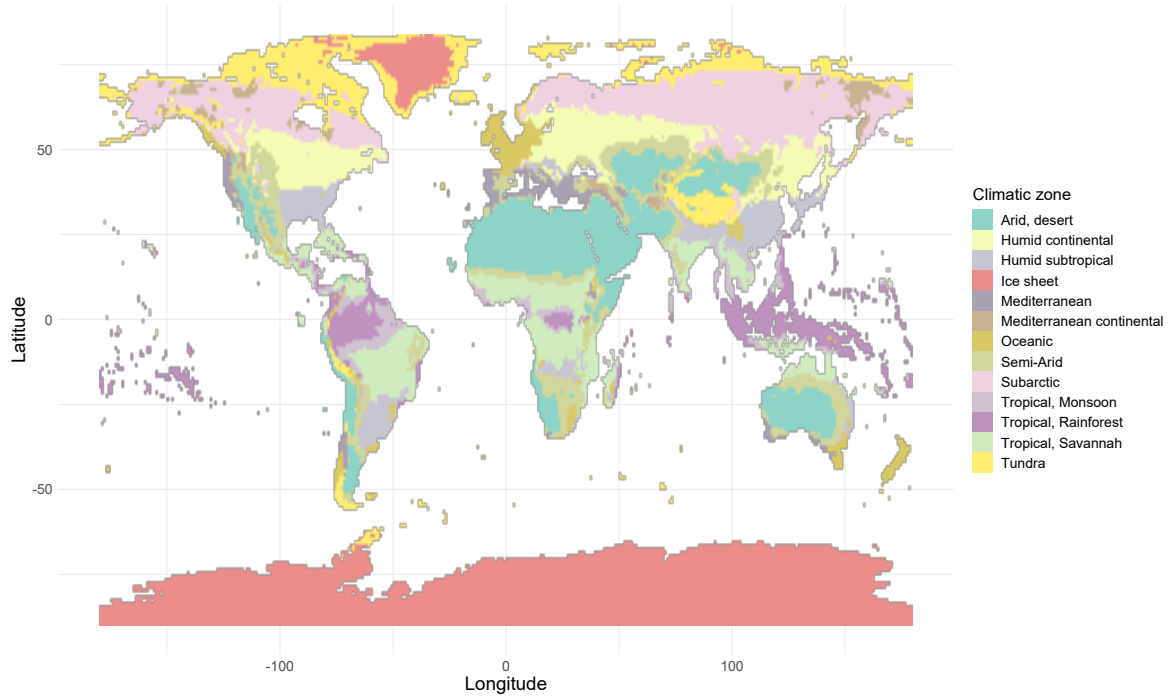 50
0
-50
Latitude
-100
0
100
Longitude
Climatic zone
Arid, desert
Humid continental
Humid subtropical
Ice sheet
Mediterranean
Mediterranean continental
Oceanic
Semi-Arid
Subarctic
Tropical, Monsoon
Tropical, Rainforest
Tropical, Savannah
Tundra